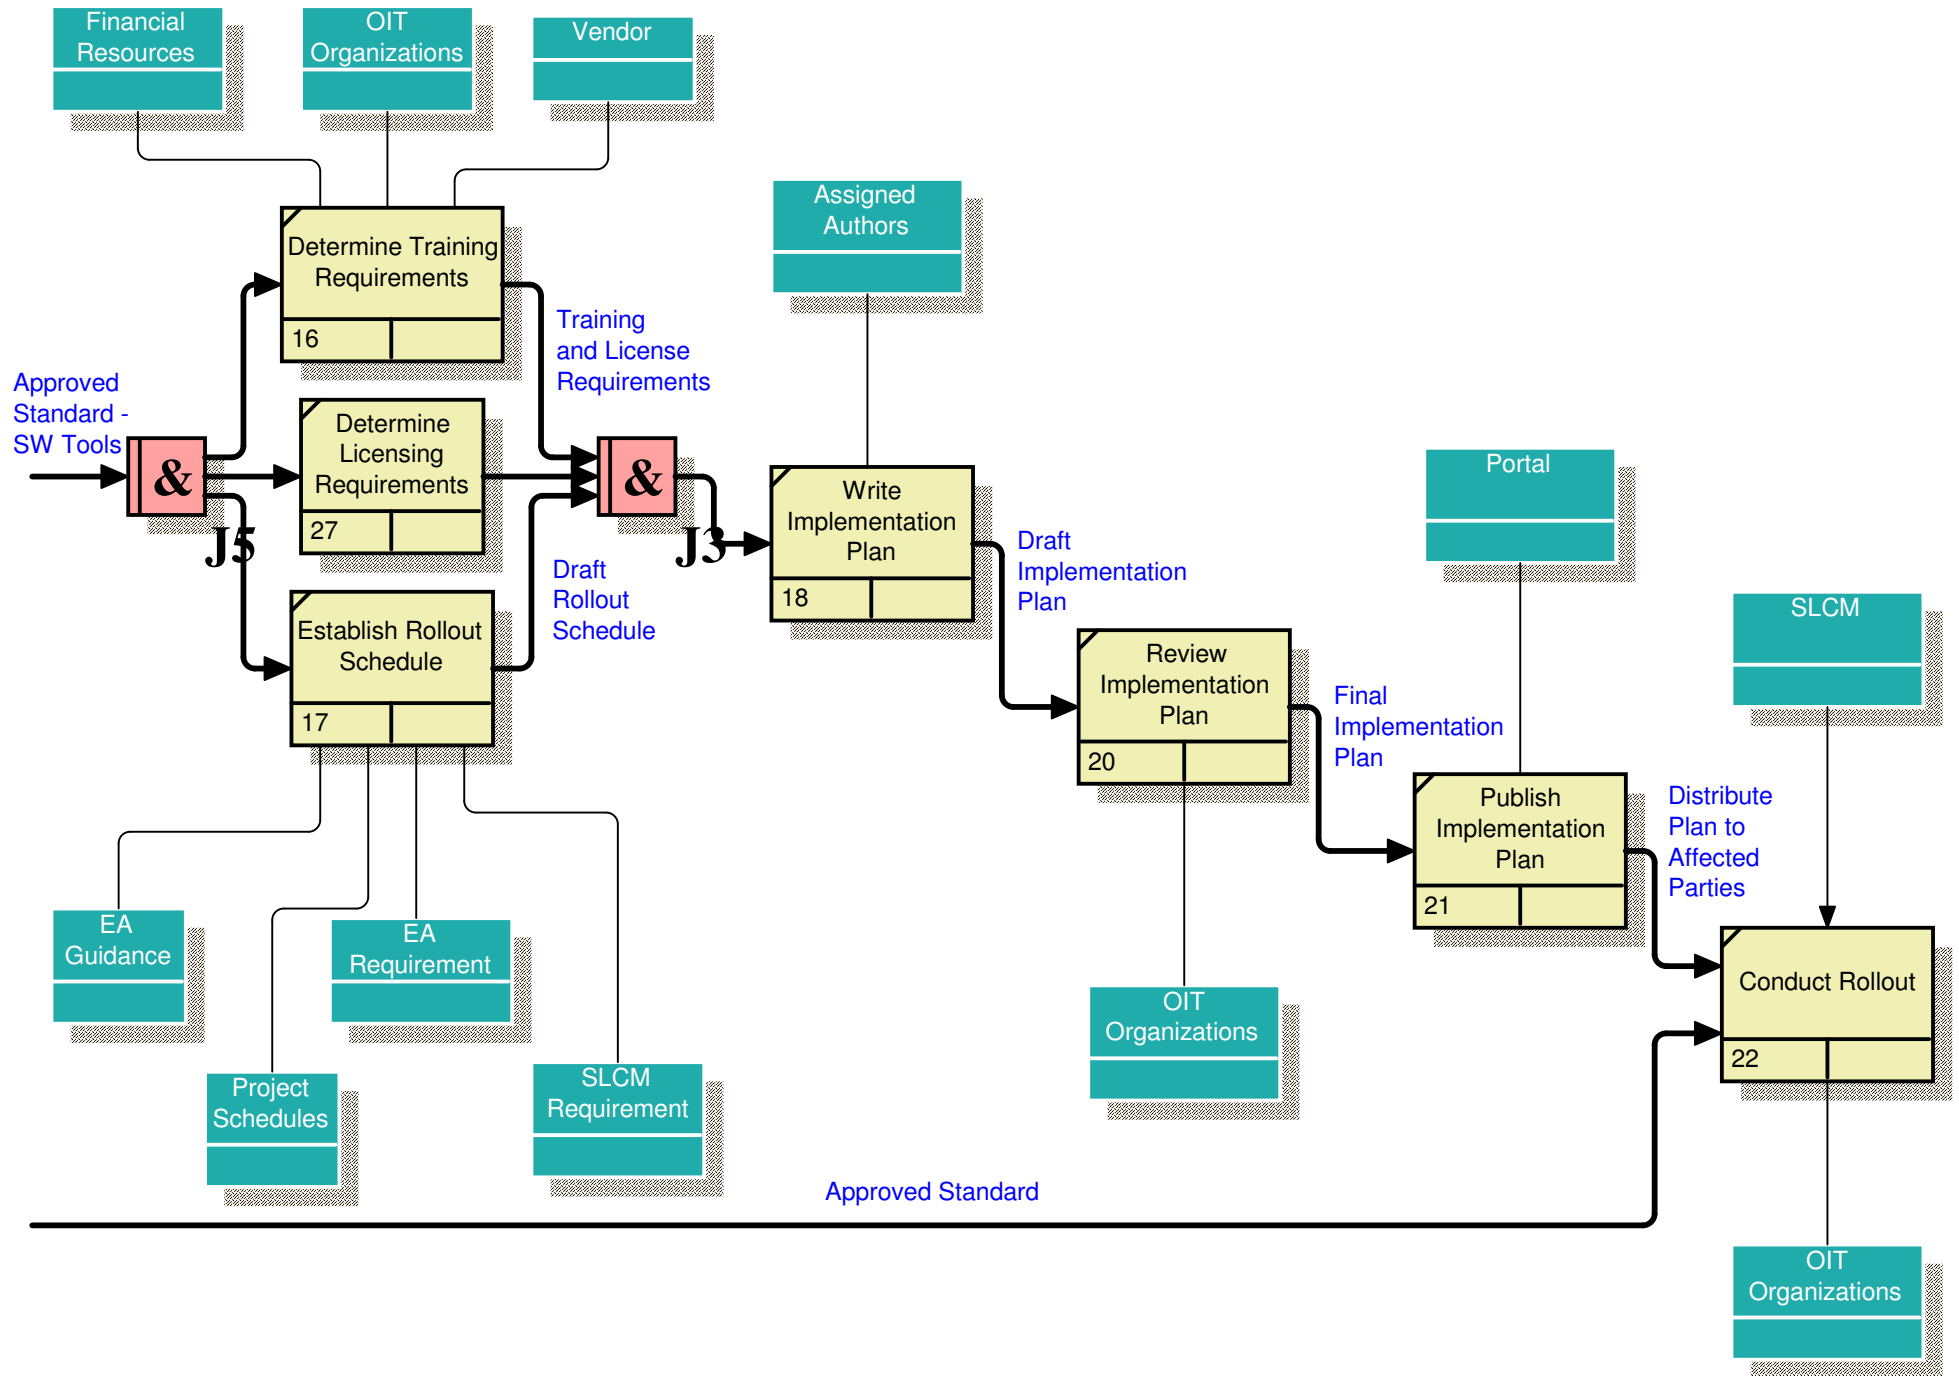 Financial
Resources
OIT
Organizations
Vendor
Assigned
Authors
Determine Training
Requirements
16
Training
and License
Requirements
Approved
Standard -
SW Tools
&
J5
Determine
Licensing
Requirements
27
&
J3
Write
Implementation
Plan
18
Draft
Implementation
Plan
Portal
Draft
Rollout
Schedule
Establish Rollout
Schedule
17
Review
Implementation
Plan
20
Final
Implementation
Plan
SLCM
Publish
Implementation
Plan
21
Distribute
Plan to
Affected
Parties
EA
Guidance
EA
Requirement
Project
Schedules
SLCM
Requirement
OIT
Organizations
Conduct Rollout
22
Approved Standard
OIT
Organizations